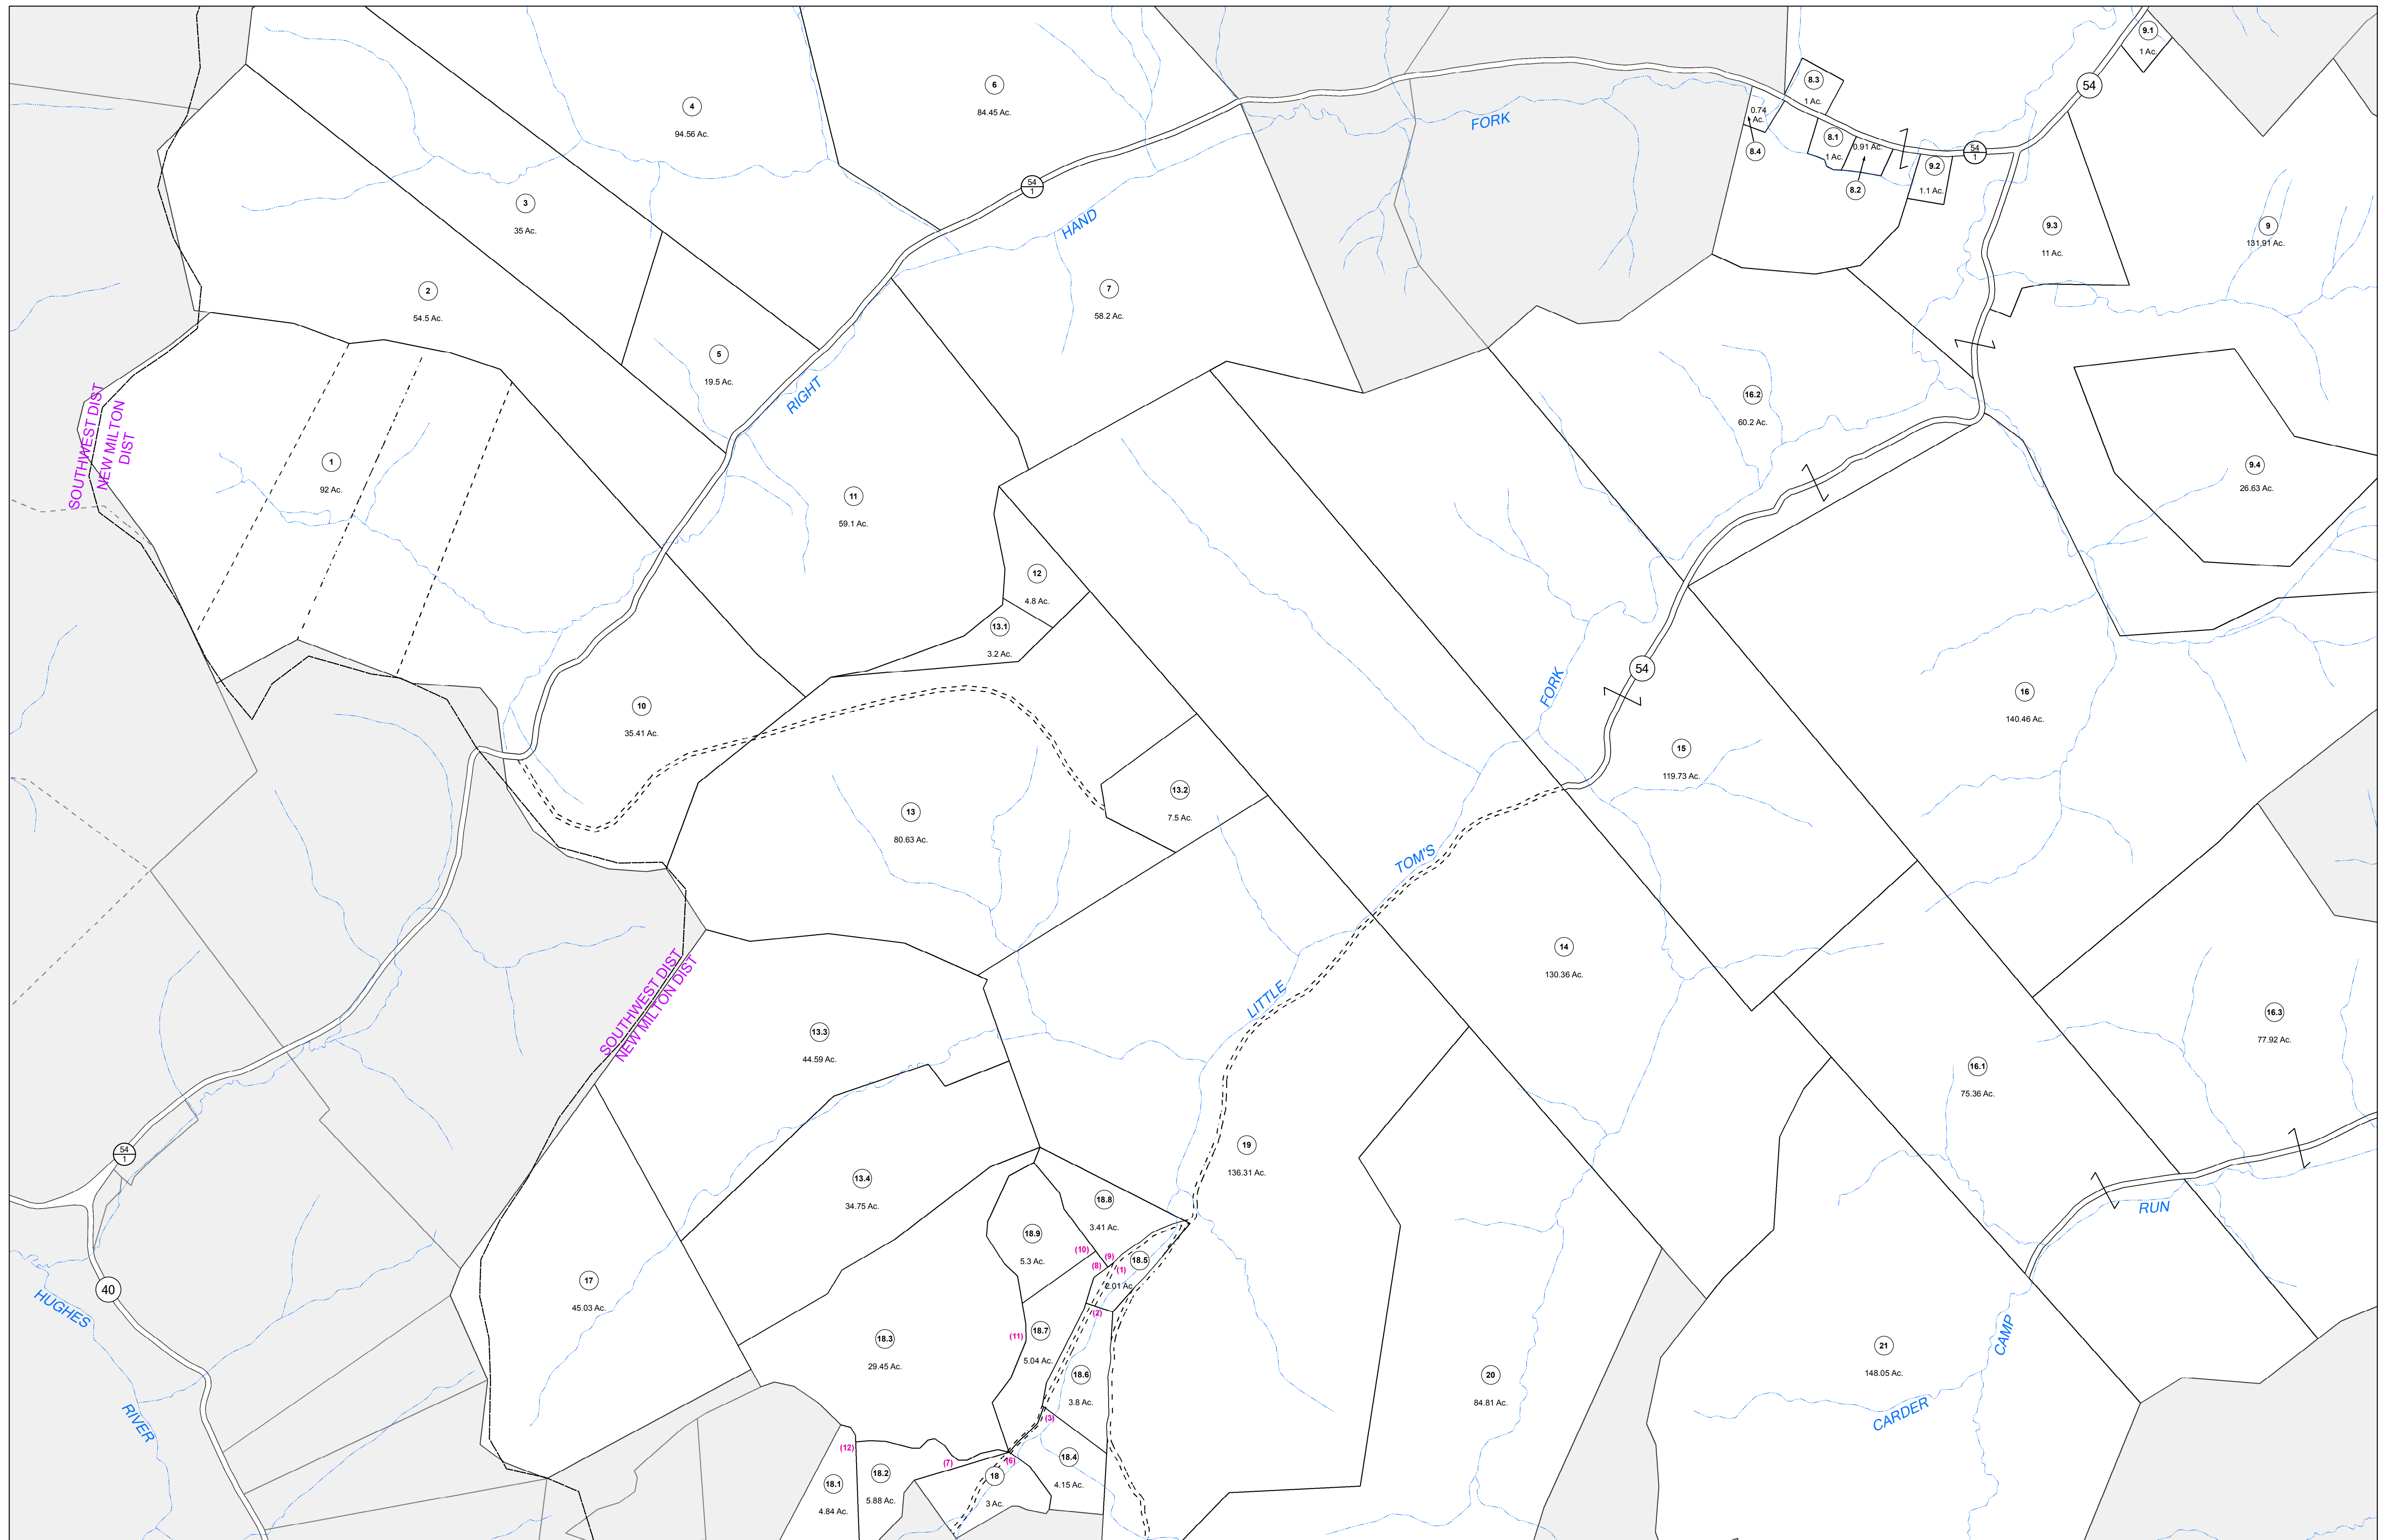 9.1
1 Ac.
54
6
84.45 Ac.
4
94.56 Ac.
8.3
1 Ac.
0.74
Ac.
8.4
8.1
1 Ac.
0.91 Ac.
8.2
9.2
1.1 Ac.
54
1
FORK
54
1
HAND
3
35 Ac.
9.3
11 Ac.
9
131.91 Ac.
2
54.5 Ac.
7
58.2 Ac.
5
19.5 Ac.
RIGHT
SOUTHWEST DIST
NEW MILTON
DIST
16.2
60.2 Ac.
1
92 Ac.
9.4
26.63 Ac.
11
59.1 Ac.
12
4.8 Ac.
13.1
3.2 Ac.
54
FORK
16
140.46 Ac.
10
35.41 Ac.
15
119.73 Ac.
13.2
7.5 Ac.
13
80.63 Ac.
TOM'S
14
130.36 Ac.
LITTLE
SOUTHWEST DIST
NEW MILTON DIST
13.3
44.59 Ac.
16.3
77.92 Ac.
16.1
75.36 Ac.
54
1
19
136.31 Ac.
13.4
34.75 Ac.
18.8
3.41 Ac.
RUN
18.9
5.3 Ac.
(10)
(9)
(8)
(1)
18.5
2.01 Ac.
17
45.03 Ac.
40
HUGHES
(2)
18.3
29.45 Ac.
(11)
18.7
5.04 Ac.
CAMP
21
148.05 Ac.
18.6
3.8 Ac.
20
84.81 Ac.
CARDER
RIVER
(3)
(12)
(7)
(6)
18.4
4.15 Ac.
18.1
4.84 Ac.
18.2
5.88 Ac.
18
3 Ac.